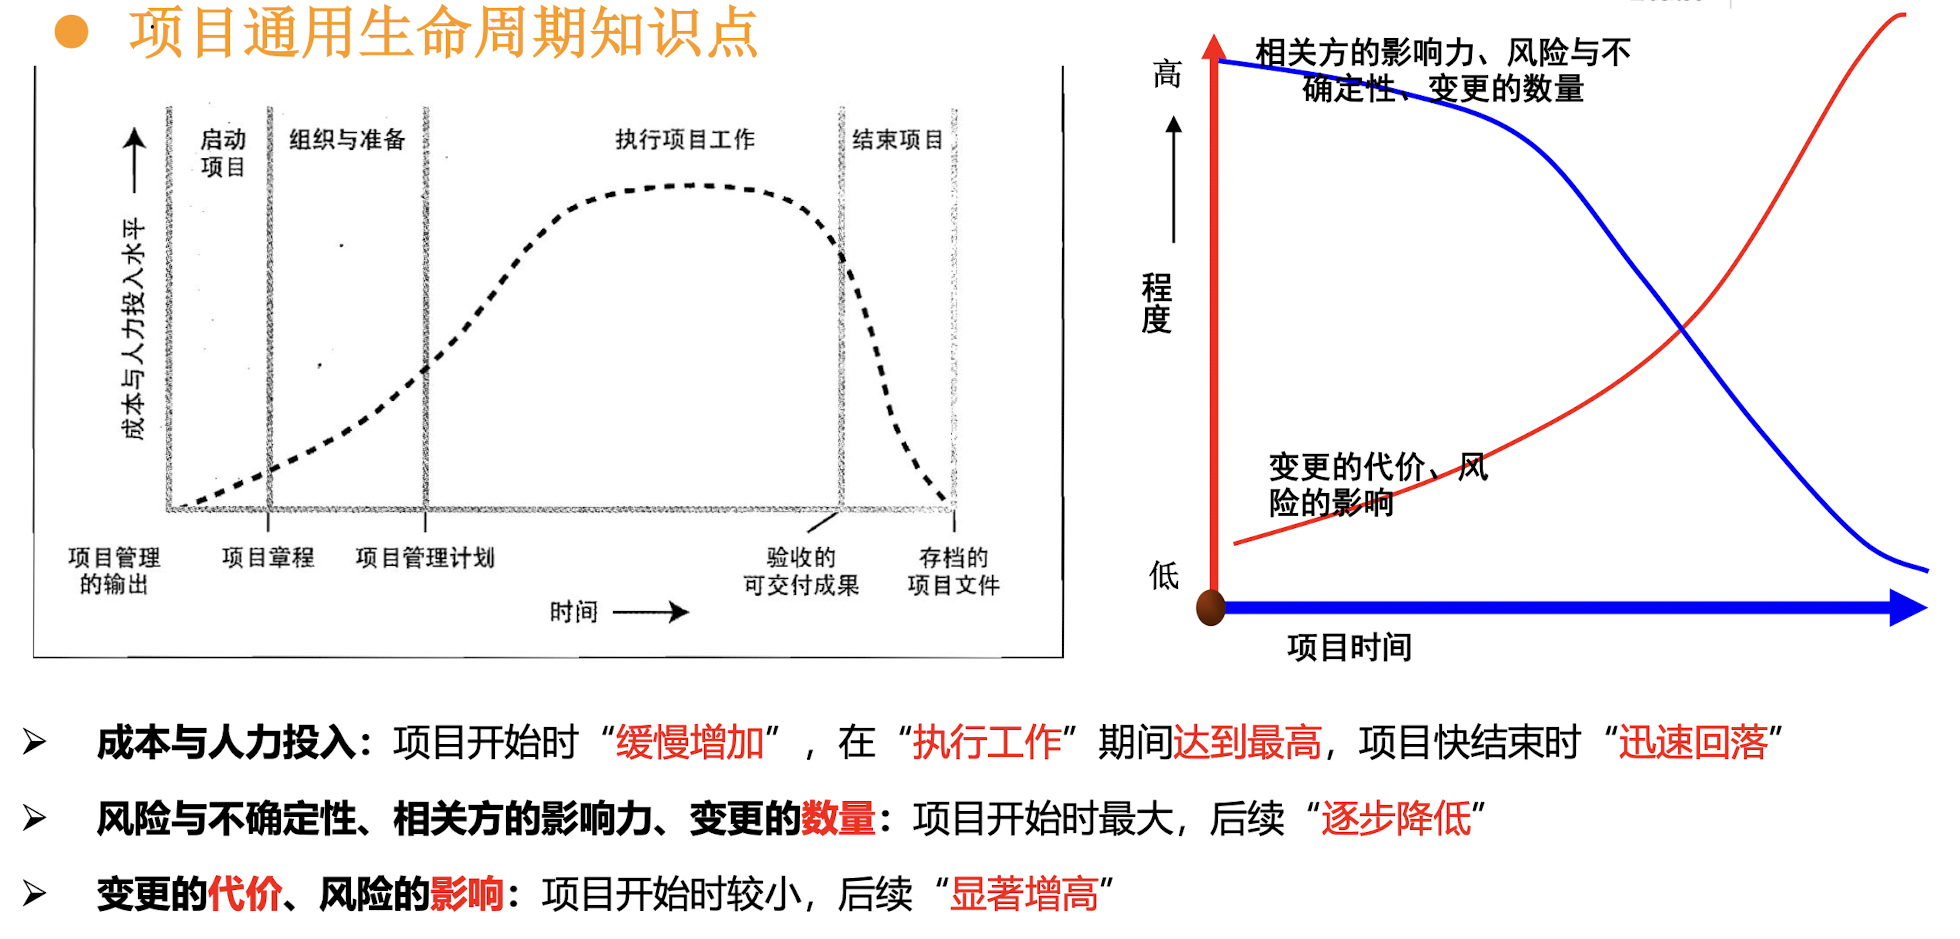 ● 项目通用生命周期知识点
启动
项目
组织与准备
执行项目工作
结束项目
成本与人力投入水平
项目管理
的输出
项目章程
项目管理计划
验收的
可交付成果
存档的
项目文件
时间
高
相关方的影响力、风险与不
确定性、变更的数量
程
度
变更的代价、风
险的影响
低
项目时间
➢ 成本与人力投入：项目开始时“缓慢增加”，在“执行工作”期间达到最高，项目快结束时“迅速回落”
➢ 风险与不确定性、相关方的影响力、变更的数量：项目开始时最大，后续“逐步降低”
➢ 变更的代价、风险的影响：项目开始时较小，后续“显著增高”